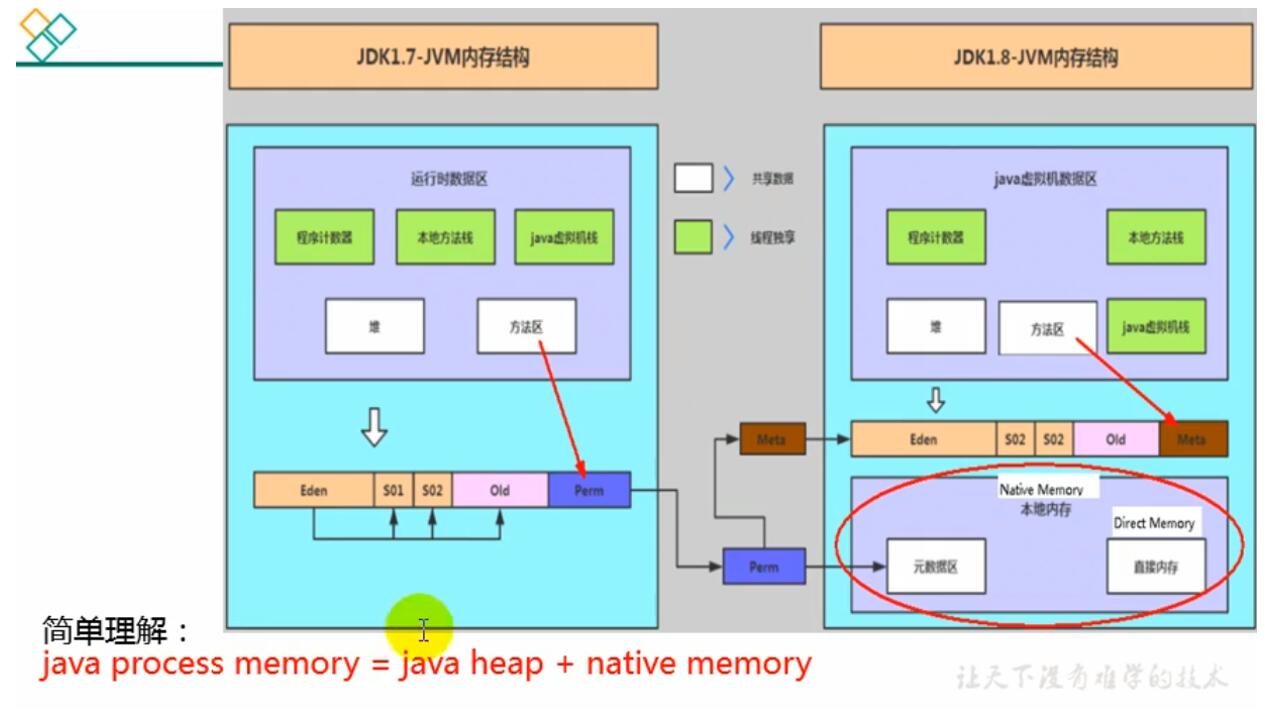 JDK1.7-JVM内存结构
JDK1.8-JVM内存结构
运行时数据区
程序计数器
本地方法栈
java虚拟机栈
堆
方法区
Eden
S01
S02
Old
Perm
共享数据
线程独享
Meta
Perm
java虚拟机数据区
程序计数器
本地方法栈
堆
方法区
java虚拟机栈
Eden
S02
S02
Old
Meta
Native Memory
本地内存
Direct Memory
元数据区
直接内存
简单理解：
java process memory = java heap + native memory
让天下没有难学的技术